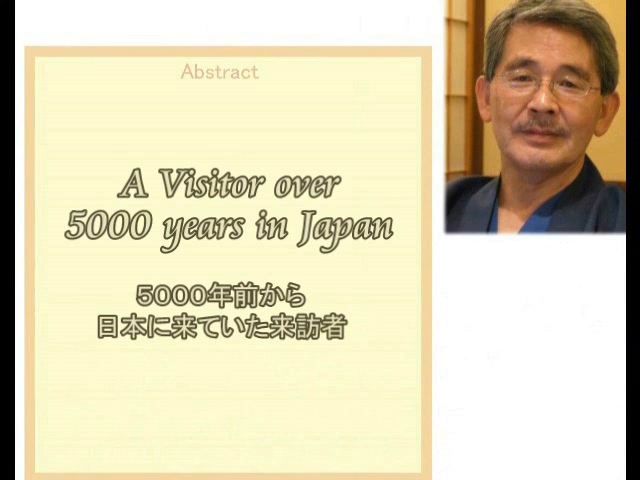 Abstract
A Visitor over
5000 years in Japan
５０００年前から
日本に来ていた来訪者